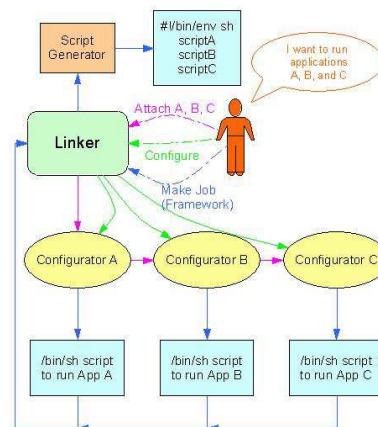 Script
Generator
#!/bin/env sh
scriptA
scriptB
scriptC
I want to run
applications
A, B, and C
Attach A, B, C
Linker
Configure
Make Job
(Framework)
Configurator A
Configurator B
Configurator C
/bin/sh script
to run App A
/bin/sh script
to run App B
/bin/sh script
to run App C